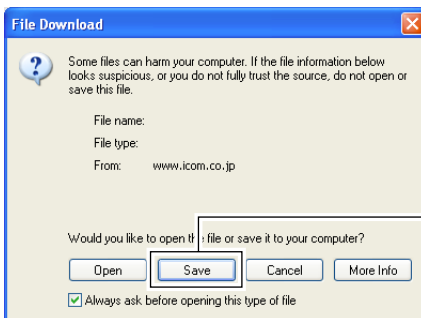 File Download
Some files can harm your computer. If the file information below
looks suspicious, or you do not fully trust the source, do not open or
save this file.
File name:
File type:
From: www.icom.co.jp
Would you like to open the file or save it to your computer?
Open Save Cancel More Info
Always ask before opening this type of file